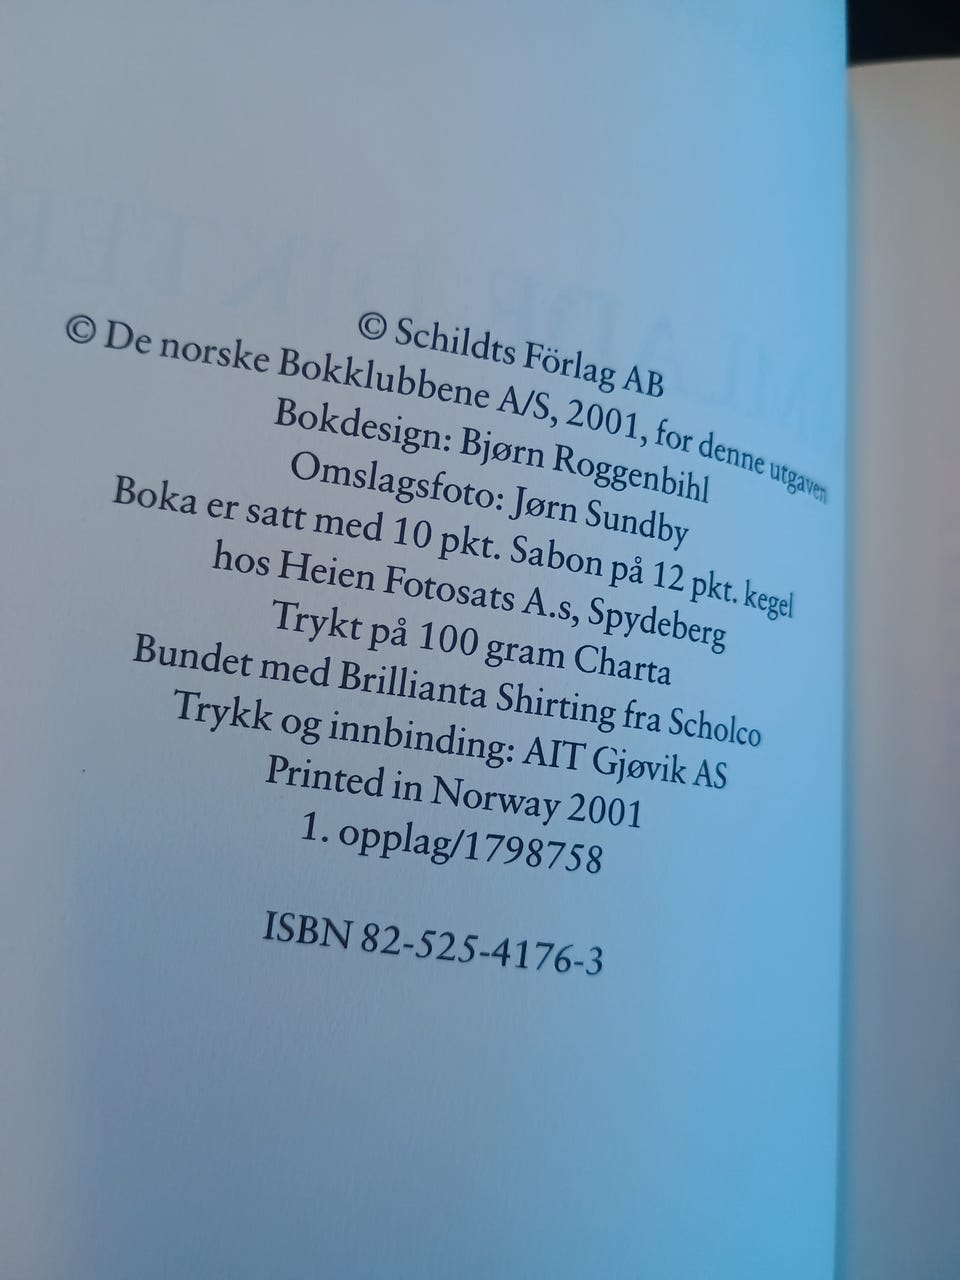 © Schildts Förlag AB
© De norske Bokklubbene A/S, 2001, for denne utgaven
Bokdesign: Bjørn Roggenbihl
Omslagsfoto: Jørn Sundby
Boka er satt med 10 pkt. Sabon på 12 pkt. kegel
hos Heien Fotosats A.s, Spydeberg
Trykt på 100 gram Charta
Bundet med Brillianta Shirting fra Scholco
Trykk og innbinding: AIT Gjøvik AS
Printed in Norway 2001
1. opplag/1798758
ISBN 82-525-4176-3